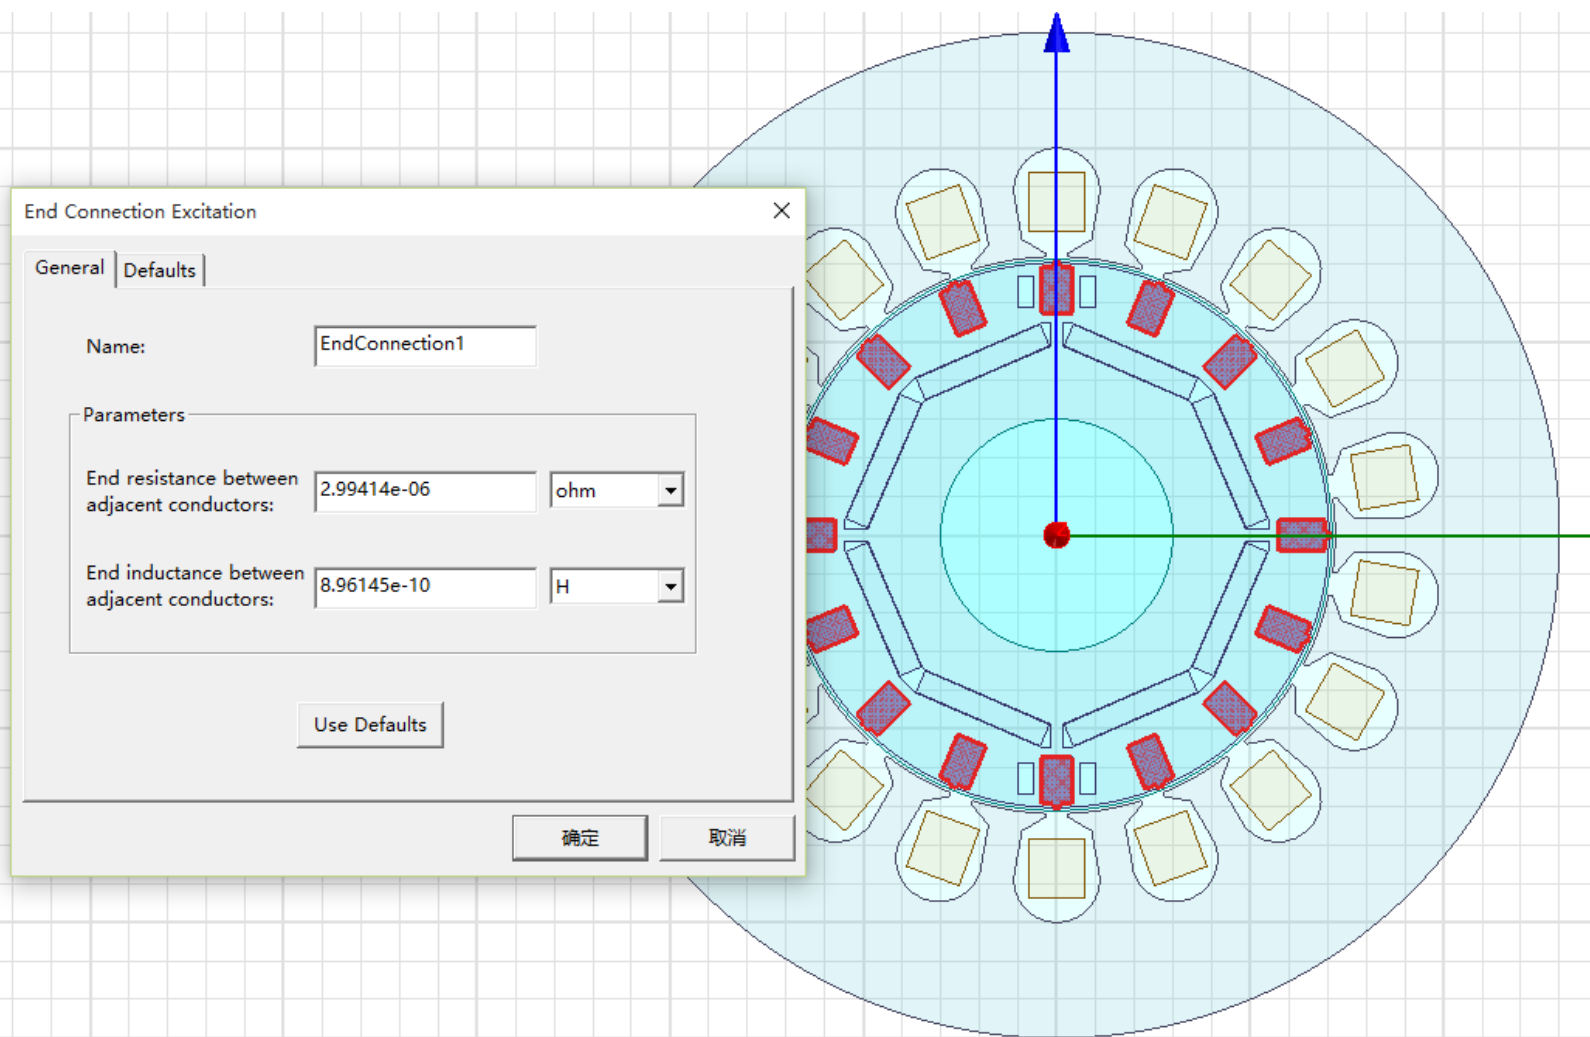 End Connection Excitation
General
Defaults
Name:
EndConnection1
Parameters
End resistance between
adjacent conductors:
2.99414e-06
ohm
End inductance between
adjacent conductors:
8.96145e-10
H
Use Defaults
确定
取消